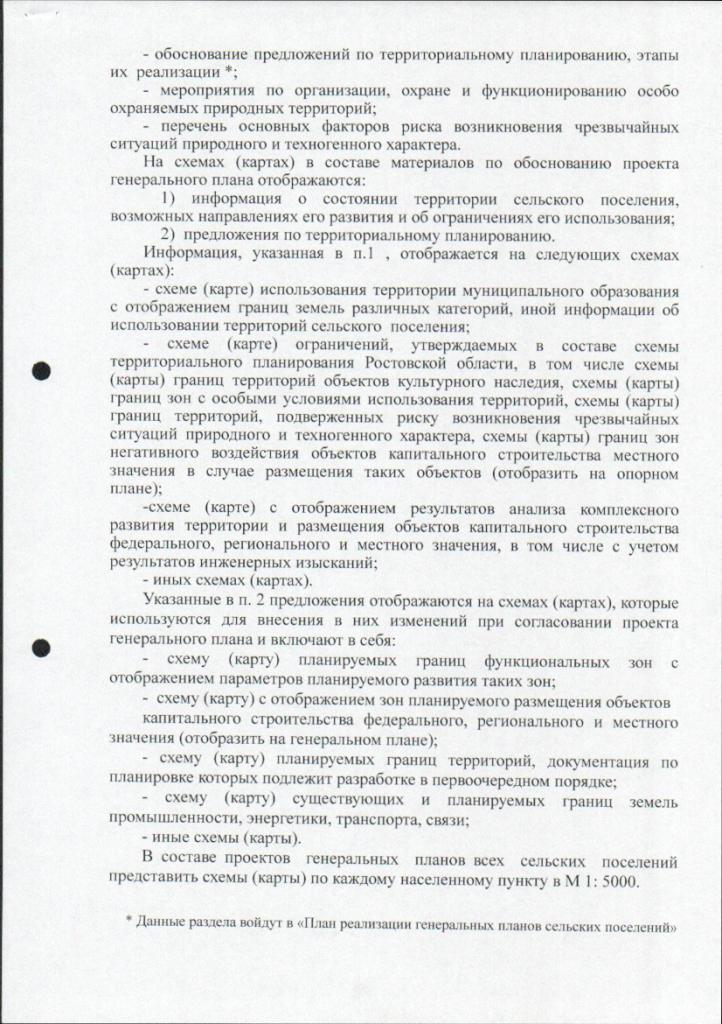 - обоснование предложений по территориальному планированию, этапы
их реализации *;
- мероприятия по организации, охране и функционированию особо
охраняемых природных территорий;
- перечень основных факторов риска возникновения чрезвычайных
ситуаций природного и техногенного характера.
На схемах (картах) в составе материалов по обоснованию проекта
генерального плана отображаются:
1) информация о состоянии территории сельского поселения,
возможных направлениях его развития и об ограничениях его использования;
2) предложения по территориальному планированию.
Информация, указанная в п.1 , отображается на следующих схемах
(картах):
- схеме (карте) использования территории муниципального образования
с отображением границ земель различных категорий, иной информации об
использовании территорий сельского поселения;
- схеме (карте) ограничений, утверждаемых в составе схемы
территориального планирования Ростовской области, в том числе схемы
(карты) границ территорий объектов культурного наследия, схемы (карты)
границ зон с особыми условиями использования территорий, схемы (карты)
границ территорий, подверженных риску возникновения чрезвычайных
ситуаций природного и техногенного характера, схемы (карты) границ зон
негативного воздействия объектов капитального строительства местного
значения в случае размещения таких объектов (отобразить на опорном
плане);
-схеме (карте) с отображением результатов анализа комплексного
развития территории и размещения объектов капитального строительства
федерального, регионального и местного значения, в том числе с учетом
результатов инженерных изысканий;
- иных схемах (картах).
Указанные в п. 2 предложения отображаются на схемах (картах), которые
используются для внесения в них изменений при согласовании проекта
генерального плана и включают в себя:
- схему (карту) планируемых границ функциональных зон с
отображением параметров планируемого развития таких зон;
- схему (карту) с отображением зон планируемого размещения объектов
капитального строительства федерального, регионального и местного
значения (отобразить на генеральном плане);
- схему (карту) планируемых границ территорий, документация по
планировке которых подлежит разработке в первоочередном порядке;
- схему (карту) существующих и планируемых границ земель
промышленности, энергетики, транспорта, связи;
- иные схемы (карты).
В составе проектов генеральных планов всех сельских поселений
представить схемы (карты) по каждому населенному пункту в М 1: 5000.
* Данные раздела войдут в «План реализации генеральных планов сельских поселений»